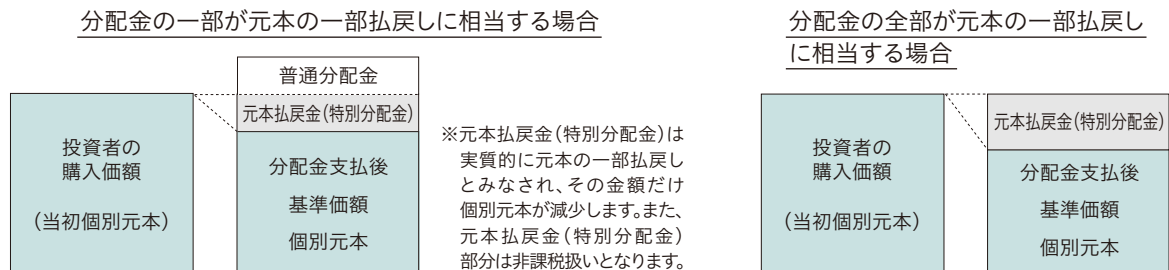 分配金の一部が元本の一部払戻しに相当する場合
普通分配金
元本払戻金(特別分配金)
投資者の
購入価額
(当初個別元本)
分配金支払後
基準価額
個別元本
※元本払戻金(特別分配金)は
実質的に元本の一部払戻し
とみなされ、その金額だけ
個別元本が減少します。また、
元本払戻金(特別分配金)
部分は非課税扱いとなります。
分配金の全部が元本の一部払戻し
に相当する場合
元本払戻金(特別分配金)
投資者の
購入価額
(当初個別元本)
分配金支払後
基準価額
個別元本